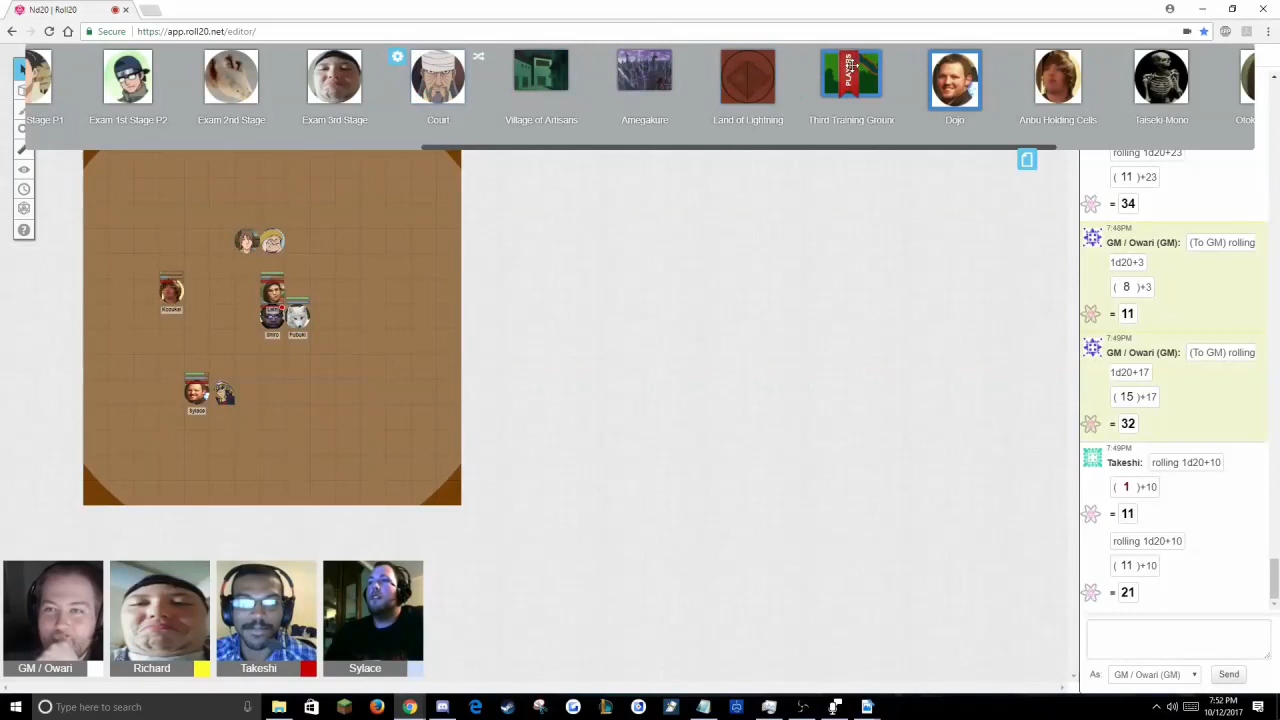 Nd20 | Roll20
Secure
https://app.roll20.net/editor/
Stage P1
Exam 1st Stage P2
Exam 2nd Stage
Exam 3rd Stage
Court
Village of Artisans
Amegakure
Land of Lightning
Third Training Ground
Dojo
Anbu Holding Cells
Taiseki-Mono
PLAYERS
Kozukei
Shiro
Fubuki
Sylace
rolling 1d20+23
( 11 )+23
= 34
7:48PM
GM / Owari (GM): (To GM) rolling
1d20+3
( 8 )+3
= 11
7:49PM
GM / Owari (GM): (To GM) rolling
1d20+17
( 15 )+17
= 32
7:49PM
Takeshi: rolling 1d20+10
( 1 )+10
= 11
rolling 1d20+10
( 11 )+10
= 21
GM / Owari
Richard
Takeshi
Sylace
As: GM / Owari (GM)
Send
Type here to search
7:52 PM
10/12/2017